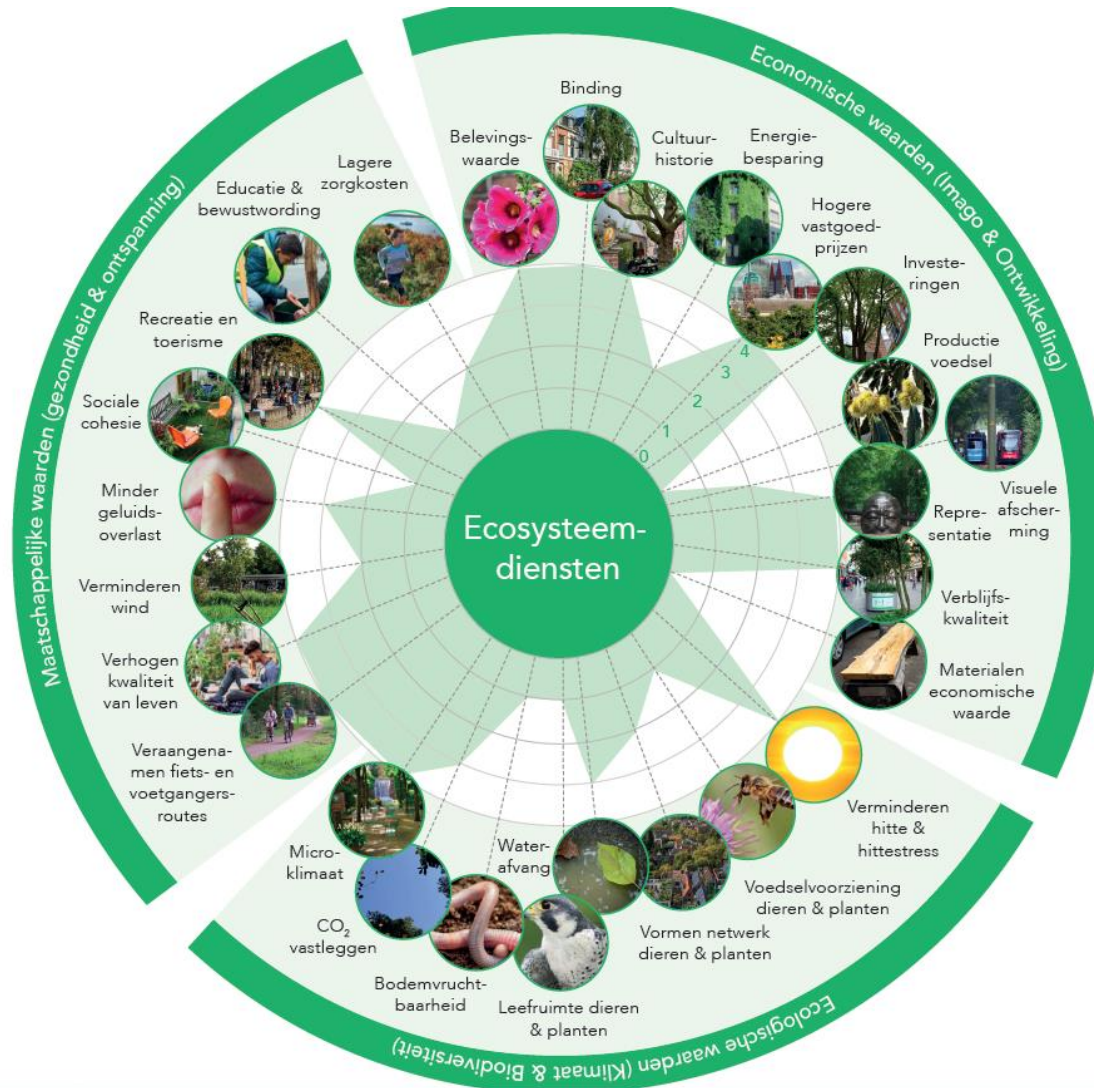 Economische waarden (Imago & Ontwikkeling)
Binding
Belevings-
waarde
Cultuur-
historie
Energie-
besparing
Hogere
vastgoed-
prijzen
Investe-
ringen
Productie
voedsel
Visuele
afscher-
ming
Repre-
sentatie
Verblijfs-
kwaliteit
Materialen
economische
waarde
Ecologische waarden (Klimaat & Biodiversiteit)
Verminderen
hitte &
hittestress
Voedselvoorziening
dieren & planten
Vormen netwerk
dieren & planten
Water-
afvang
Leefruimte dieren
& planten
Bodemvrucht-
baarheid
CO₂
vastleggen
Micro-
klimaat
Maatschappelijke waarden (gezondheid & ontspanning)
Lagere
zorgkosten
Educatie &
bewustwording
Recreatie en
toerisme
Sociale
cohesie
Minder
geluids-
overlast
Verminderen
wind
Verhogen
kwaliteit
van leven
Veraangena-
men fiets- en
voetgangers-
routes
4
3
2
1
0
Ecosysteem-
diensten